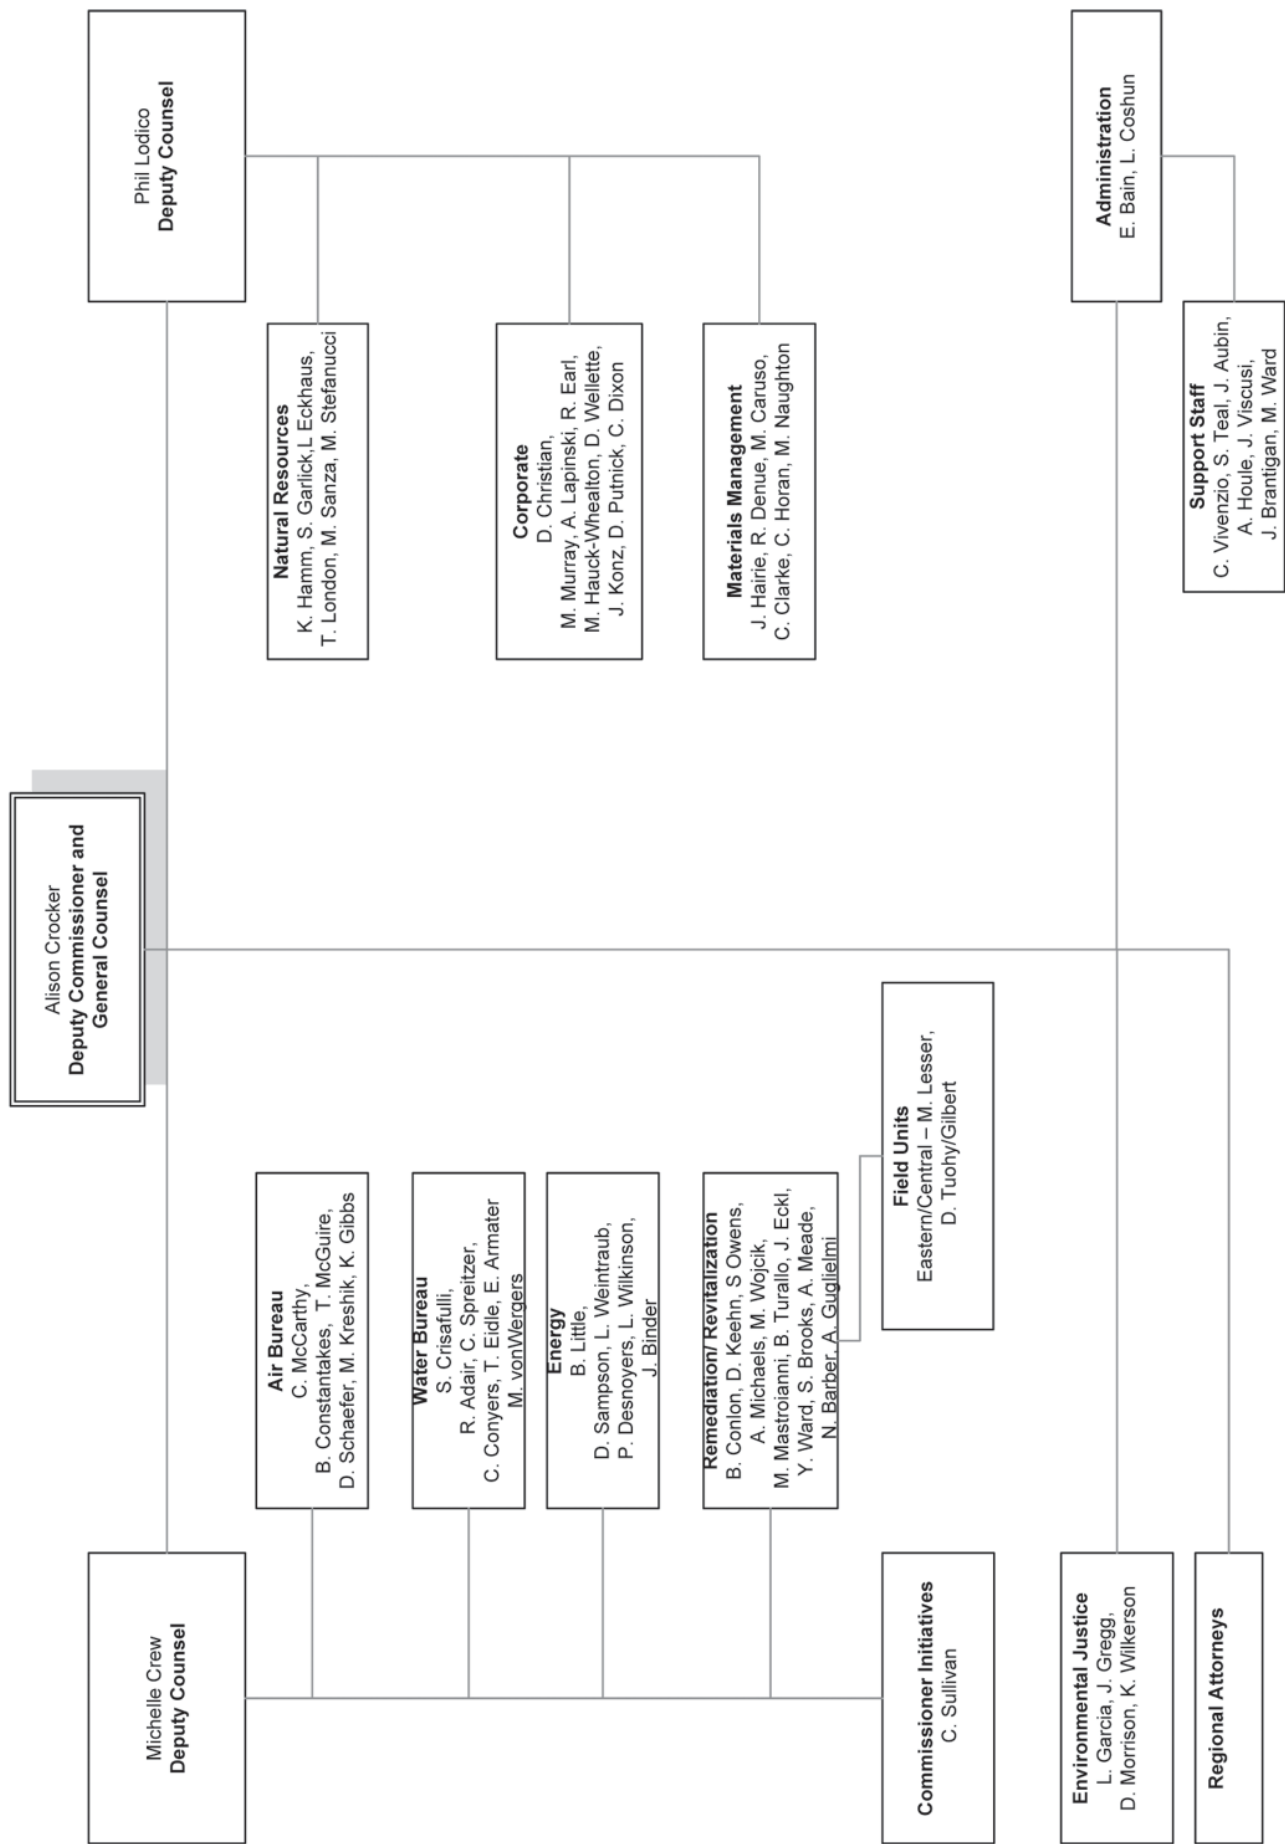 Alison Crocker
Deputy Commissioner and
General Counsel
Michelle Crew
Deputy Counsel
Phil Lodico
Deputy Counsel
Air Bureau
C. McCarthy,
B. Constantakes, T. McGuire,
D. Schaefer, M. Kreshik, K. Gibbs
Water Bureau
S. Crisafulli,
R. Adair, C. Spreitzer,
C. Conyers, T. Eidle, E. Armater
M. vonWergers
Energy
B. Little,
D. Sampson, L. Weintraub,
P. Desnoyers, L. Wilkinson,
J. Binder
Remediation/ Revitalization
B. Conlon, D. Keehn, S Owens,
A. Michaels, M. Wojcik,
M. Mastroianni, B. Turallo, J. Eckl,
Y. Ward, S. Brooks, A. Meade,
N. Barber, A. Guglielmi
Field Units
Eastern/Central – M. Lesser,
D. Tuohy/Gilbert
Commissioner Initiatives
C. Sullivan
Natural Resources
K. Hamm, S. Garlick,L Eckhaus,
T. London, M. Sanza, M. Stefanucci
Corporate
D. Christian,
M. Murray, A. Lapinski, R. Earl,
M. Hauck-Whealton, D. Wellette,
J. Konz, D. Putnick, C. Dixon
Materials Management
J. Hairie, R. Denue, M. Caruso,
C. Clarke, C. Horan, M. Naughton
Environmental Justice
L. Garcia, J. Gregg,
D. Morrison, K. Wilkerson
Regional Attorneys
Administration
E. Bain, L. Coshun
Support Staff
C. Vivenzio, S. Teal, J. Aubin,
A. Houle, J. Viscusi,
J. Brantigan, M. Ward